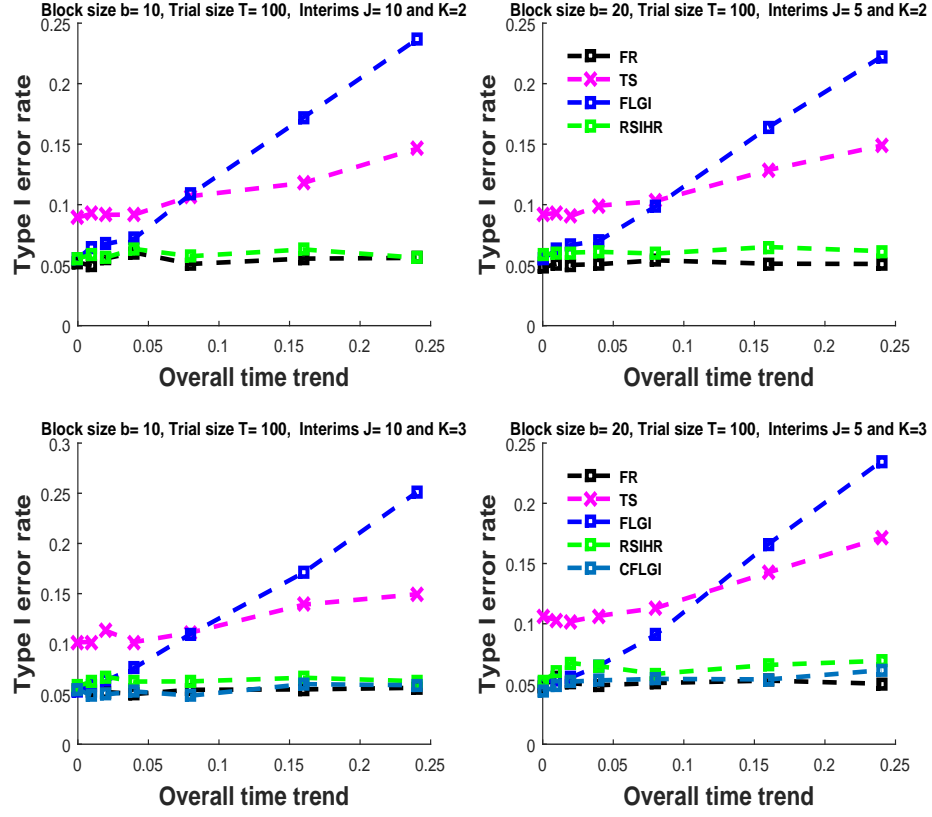 Block size b= 10, Trial size T= 100, Interims J= 10 and K=2
0.25
0.2
0.15
0.1
0.05
0
Type I error rate
0 0.05 0.1 0.15 0.2 0.25
Overall time trend
Block size b= 20, Trial size T= 100, Interims J= 5 and K=2
0.25
0.2
0.15
0.1
0.05
0
Type I error rate
FR
TS
FLGI
RSIHR
0 0.05 0.1 0.15 0.2 0.25
Overall time trend
Block size b= 10, Trial size T= 100, Interims J= 10 and K=3
0.3
0.25
0.2
0.15
0.1
0.05
0
Type I error rate
0 0.05 0.1 0.15 0.2 0.25
Overall time trend
Block size b= 20, Trial size T= 100, Interims J= 5 and K=3
0.25
0.2
0.15
0.1
0.05
0
Type I error rate
FR
TS
FLGI
RSIHR
CFLGI
0 0.05 0.1 0.15 0.2 0.25
Overall time trend